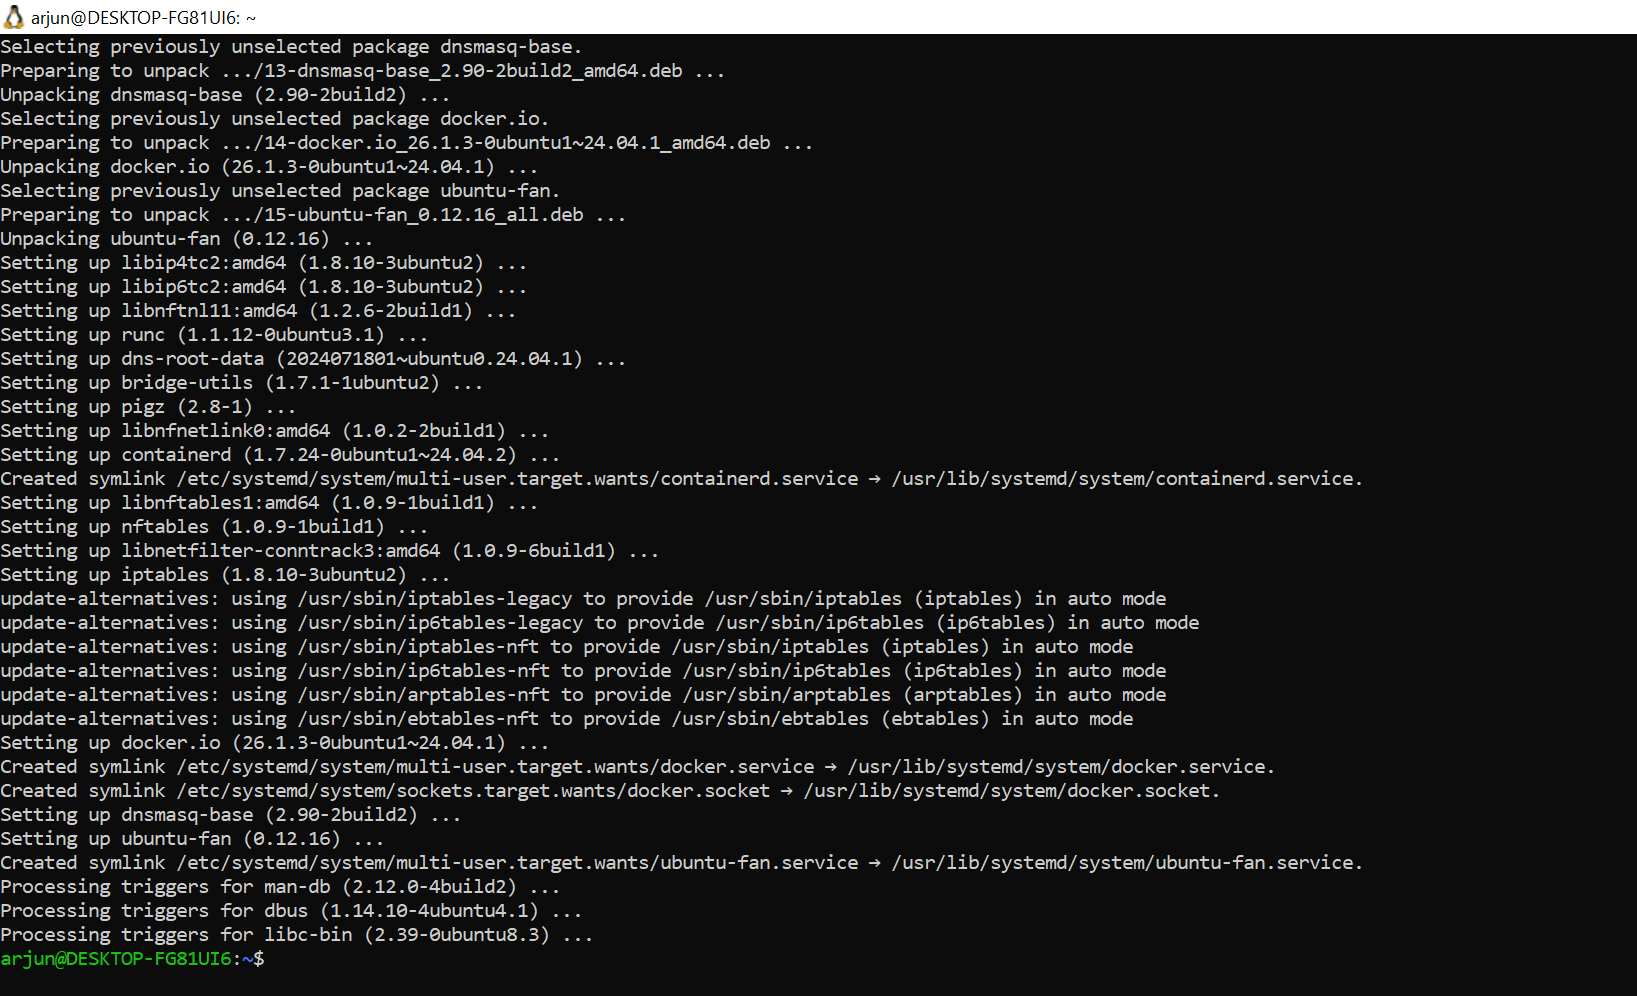 arjun@DESKTOP-FG81UI6: ~
Selecting previously unselected package dnsmasq-base.
Preparing to unpack .../13-dnsmasq-base_2.90-2build2_amd64.deb ...
Unpacking dnsmasq-base (2.90-2build2) ...
Selecting previously unselected package docker.io.
Preparing to unpack .../14-docker.io_26.1.3-0ubuntu1~24.04.1_amd64.deb ...
Unpacking docker.io (26.1.3-0ubuntu1~24.04.1) ...
Selecting previously unselected package ubuntu-fan.
Preparing to unpack .../15-ubuntu-fan_0.12.16_all.deb ...
Unpacking ubuntu-fan (0.12.16) ...
Setting up libip4tc2:amd64 (1.8.10-3ubuntu2) ...
Setting up libip6tc2:amd64 (1.8.10-3ubuntu2) ...
Setting up libnftnl11:amd64 (1.2.6-2build1) ...
Setting up runc (1.1.12-0ubuntu3.1) ...
Setting up dns-root-data (2024071801~ubuntu0.24.04.1) ...
Setting up bridge-utils (1.7.1-1ubuntu2) ...
Setting up pigz (2.8-1) ...
Setting up libnfnetlink0:amd64 (1.0.2-2build1) ...
Setting up containerd (1.7.24-0ubuntu1~24.04.2) ...
Created symlink /etc/systemd/system/multi-user.target.wants/containerd.service → /usr/lib/systemd/system/containerd.service.
Setting up libnftables1:amd64 (1.0.9-1build1) ...
Setting up nftables (1.0.9-1build1) ...
Setting up libnetfilter-conntrack3:amd64 (1.0.9-6build1) ...
Setting up iptables (1.8.10-3ubuntu2) ...
update-alternatives: using /usr/sbin/iptables-legacy to provide /usr/sbin/iptables (iptables) in auto mode
update-alternatives: using /usr/sbin/ip6tables-legacy to provide /usr/sbin/ip6tables (ip6tables) in auto mode
update-alternatives: using /usr/sbin/iptables-nft to provide /usr/sbin/iptables (iptables) in auto mode
update-alternatives: using /usr/sbin/ip6tables-nft to provide /usr/sbin/ip6tables (ip6tables) in auto mode
update-alternatives: using /usr/sbin/arptables-nft to provide /usr/sbin/arptables (arptables) in auto mode
update-alternatives: using /usr/sbin/ebtables-nft to provide /usr/sbin/ebtables (ebtables) in auto mode
Setting up docker.io (26.1.3-0ubuntu1~24.04.1) ...
Created symlink /etc/systemd/system/multi-user.target.wants/docker.service → /usr/lib/systemd/system/docker.service.
Created symlink /etc/systemd/system/sockets.target.wants/docker.socket → /usr/lib/systemd/system/docker.socket.
Setting up dnsmasq-base (2.90-2build2) ...
Setting up ubuntu-fan (0.12.16) ...
Created symlink /etc/systemd/system/multi-user.target.wants/ubuntu-fan.service → /usr/lib/systemd/system/ubuntu-fan.service.
Processing triggers for man-db (2.12.0-4build2) ...
Processing triggers for dbus (1.14.10-4ubuntu4.1) ...
Processing triggers for libc-bin (2.39-0ubuntu8.3) ...
arjun@DESKTOP-FG81UI6:~$